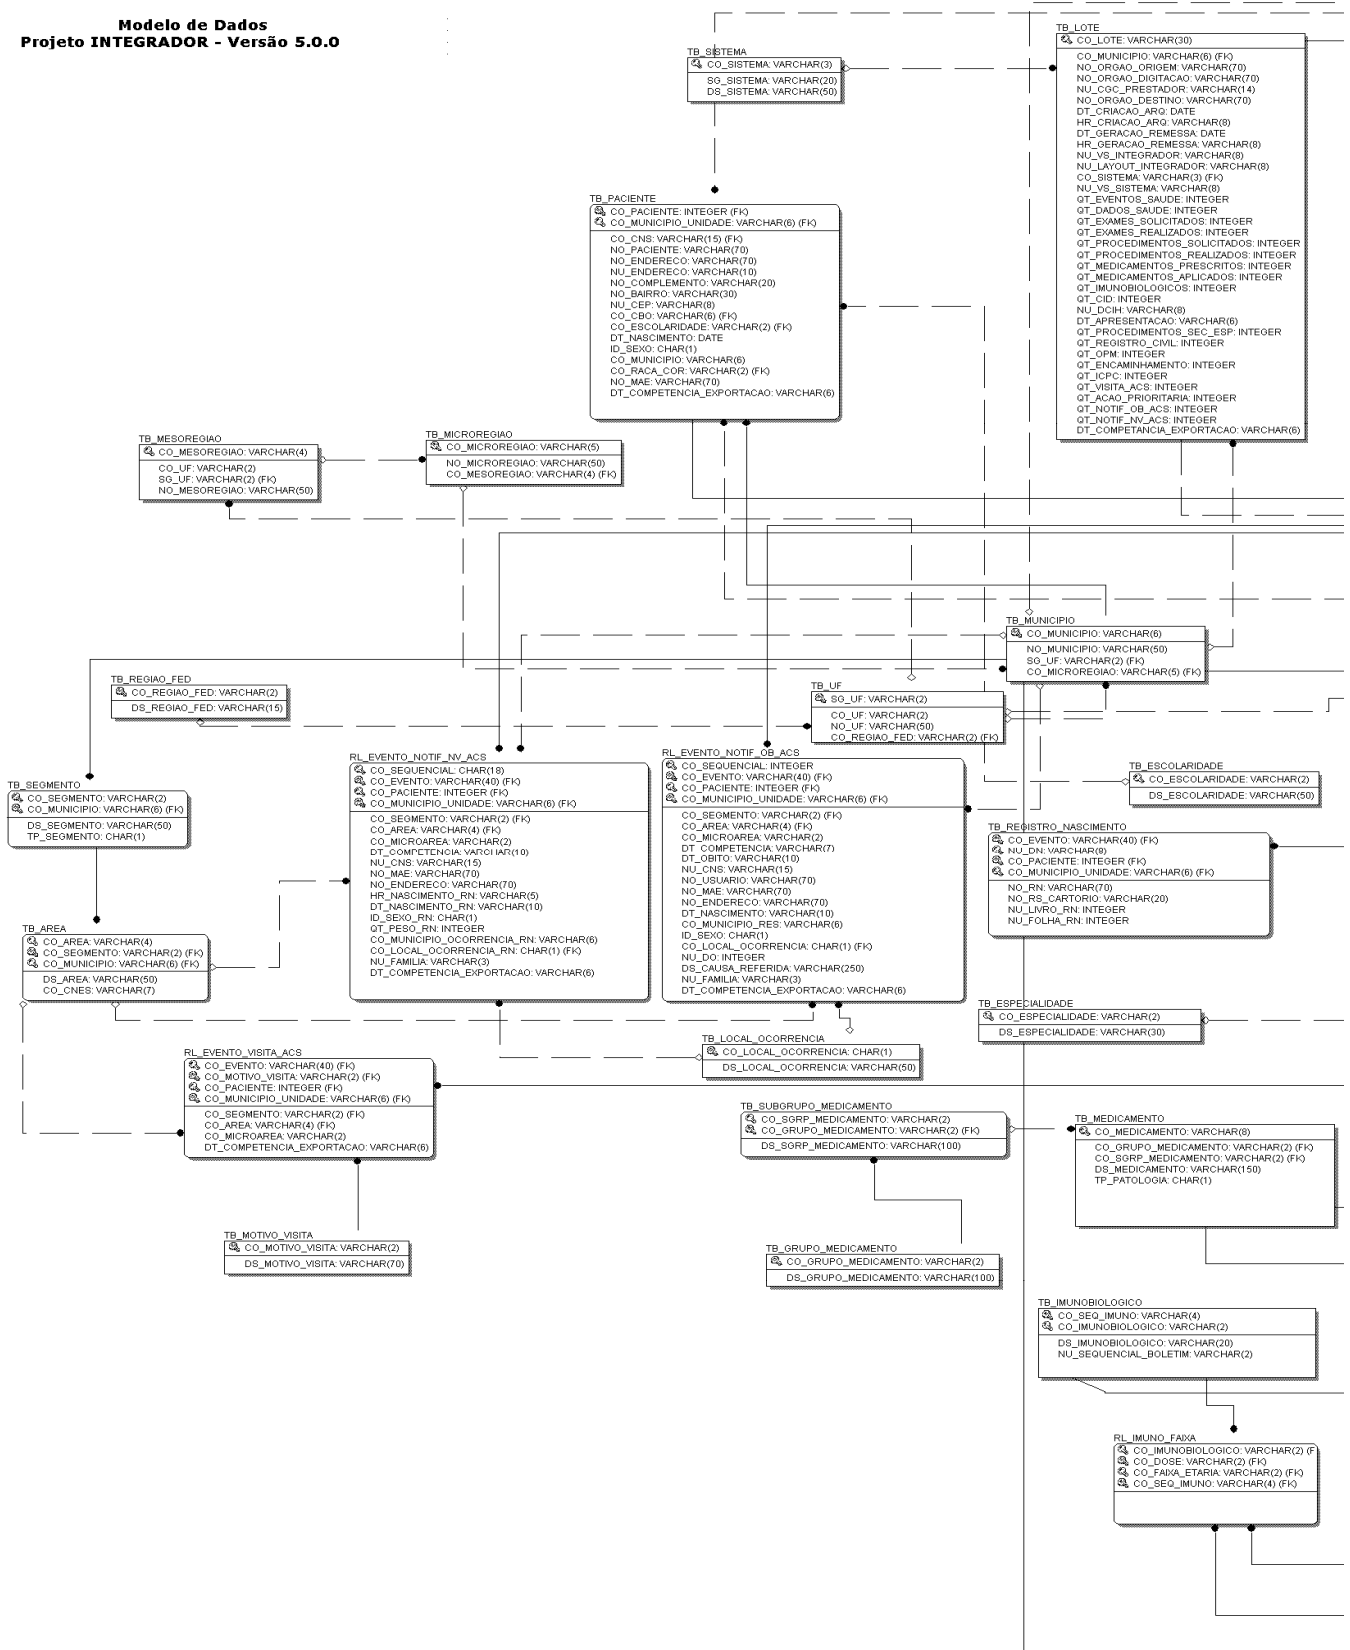 Modelo de Dados
Projeto INTEGRADOR - Versão 5.0.0
TB_SISTEMA
CO_SISTEMA: VARCHAR(3)
SG_SISTEMA: VARCHAR(20)
DS_SISTEMA: VARCHAR(50)
TB_LOTE
CO_LOTE: VARCHAR(30)
CO_MUNICIPIO: VARCHAR(6) (FK)
NO_ORGAO_ORIGEM: VARCHAR(70)
NO_ORGAO_DIGITACAO: VARCHAR(70)
NU_CGC_PRESTADOR: VARCHAR(14)
NO_ORGAO_DESTINO: VARCHAR(70)
DT_CRIACAO_ARQ: DATE
HR_CRIACAO_ARQ: VARCHAR(8)
DT_GERACAO_REMESSA: DATE
HR_GERACAO_REMESSA: VARCHAR(8)
NU_VS_INTEGRADOR: VARCHAR(8)
NU_LAYOUT_INTEGRADOR: VARCHAR(8)
CO_SISTEMA: VARCHAR(3) (FK)
NU_VS_SISTEMA: VARCHAR(8)
QT_EVENTOS_SAUDE: INTEGER
QT_DADOS_SAUDE: INTEGER
QT_EXAMES_SOLICITADOS: INTEGER
QT_EXAMES_REALIZADOS: INTEGER
QT_PROCEDIMENTOS_SOLICITADOS: INTEGER
QT_PROCEDIMENTOS_REALIZADOS: INTEGER
QT_MEDICAMENTOS_PRESCRITOS: INTEGER
QT_MEDICAMENTOS_APLICADOS: INTEGER
QT_IMUNOBIOLOGICOS: INTEGER
QT_CID: INTEGER
NU_DCIH: VARCHAR(8)
DT_APRESENTACAO: VARCHAR(6)
QT_PROCEDIMENTOS_SEC_ESP: INTEGER
QT_REGISTRO_CIVIL: INTEGER
QT_OPM: INTEGER
QT_ENCAMINHAMENTO: INTEGER
QT_ICPC: INTEGER
QT_VISITA_ACS: INTEGER
QT_ACAO_PRIORITARIA: INTEGER
QT_NOTIF_OB_ACS: INTEGER
QT_NOTIF_NV_ACS: INTEGER
DT_COMPETANCIA_EXPORTACAO: VARCHAR(6)
TB_PACIENTE
CO_PACIENTE: INTEGER (FK)
CO_MUNICIPIO_UNIDADE: VARCHAR(6) (FK)
CO_CNS: VARCHAR(15) (FK)
NO_PACIENTE: VARCHAR(70)
NO_ENDERECO: VARCHAR(70)
NU_ENDERECO: VARCHAR(10)
NO_COMPLEMENTO: VARCHAR(20)
NO_BAIRRO: VARCHAR(30)
NU_CEP: VARCHAR(8)
CO_CBO: VARCHAR(6) (FK)
CO_ESCOLARIDADE: VARCHAR(2) (FK)
DT_NASCIMENTO: DATE
ID_SEXO: CHAR(1)
CO_MUNICIPIO: VARCHAR(6)
CO_RACA_COR: VARCHAR(2) (FK)
NO_MAE: VARCHAR(70)
DT_COMPETENCIA_EXPORTACAO: VARCHAR(6)
TB_MESOREGIAO
CO_MESOREGIAO: VARCHAR(4)
CO_UF: VARCHAR(2)
SG_UF: VARCHAR(2) (FK)
NO_MESOREGIAO: VARCHAR(50)
TB_MICROREGIAO
CO_MICROREGIAO: VARCHAR(5)
NO_MICROREGIAO: VARCHAR(50)
CO_MESOREGIAO: VARCHAR(4) (FK)
TB_MUNICIPIO
CO_MUNICIPIO: VARCHAR(6)
NO_MUNICIPIO: VARCHAR(50)
SG_UF: VARCHAR(2) (FK)
CO_MICROREGIAO: VARCHAR(5) (FK)
TB_REGIAO_FED
CO_REGIAO_FED: VARCHAR(2)
DS_REGIAO_FED: VARCHAR(15)
TB_UF
SG_UF: VARCHAR(2)
CO_UF: VARCHAR(2)
NO_UF: VARCHAR(50)
CO_REGIAO_FED: VARCHAR(2) (FK)
TB_SEGMENTO
CO_SEGMENTO: VARCHAR(2)
CO_MUNICIPIO: VARCHAR(6) (FK)
DS_SEGMENTO: VARCHAR(50)
TP_SEGMENTO: CHAR(1)
RL_EVENTO_NOTIF_NV_ACS
CO_SEQUENCIAL: CHAR(18)
CO_EVENTO: VARCHAR(40) (FK)
CO_PACIENTE: INTEGER (FK)
CO_MUNICIPIO_UNIDADE: VARCHAR(6) (FK)
CO_SEGMENTO: VARCHAR(2) (FK)
CO_AREA: VARCHAR(4) (FK)
CO_MICROAREA: VARCHAR(2)
DT_COMPETENCIA: VARCHAR(10)
NU_CNS: VARCHAR(15)
NO_MAE: VARCHAR(70)
NO_ENDERECO: VARCHAR(70)
HR_NASCIMENTO_RN: VARCHAR(5)
DT_NASCIMENTO_RN: VARCHAR(10)
ID_SEXO_RN: CHAR(1)
QT_PESO_RN: INTEGER
CO_MUNICIPIO_OCORRENCIA_RN: VARCHAR(6)
CO_LOCAL_OCORRENCIA_RN: CHAR(1) (FK)
NU_FAMILIA: VARCHAR(3)
DT_COMPETENCIA_EXPORTACAO: VARCHAR(6)
RL_EVENTO_NOTIF_OB_ACS
CO_SEQUENCIAL: INTEGER
CO_EVENTO: VARCHAR(40) (FK)
CO_PACIENTE: INTEGER (FK)
CO_MUNICIPIO_UNIDADE: VARCHAR(6) (FK)
CO_SEGMENTO: VARCHAR(2) (FK)
CO_AREA: VARCHAR(4) (FK)
CO_MICROAREA: VARCHAR(2)
DT_COMPETENCIA: VARCHAR(7)
DT_OBITO: VARCHAR(10)
NU_CNS: VARCHAR(15)
NO_USUARIO: VARCHAR(70)
NO_MAE: VARCHAR(70)
NO_ENDERECO: VARCHAR(70)
DT_NASCIMENTO: VARCHAR(10)
CO_MUNICIPIO_RES: VARCHAR(6)
ID_SEXO: CHAR(1)
CO_LOCAL_OCORRENCIA: CHAR(1) (FK)
NU_DO: INTEGER
DS_CAUSA_REFERIDA: VARCHAR(250)
NU_FAMILIA: VARCHAR(3)
DT_COMPETENCIA_EXPORTACAO: VARCHAR(6)
TB_ESCOLARIDADE
CO_ESCOLARIDADE: VARCHAR(2)
DS_ESCOLARIDADE: VARCHAR(50)
TB_REGISTRO_NASCIMENTO
CO_EVENTO: VARCHAR(40) (FK)
NU_DN: VARCHAR(9)
CO_PACIENTE: INTEGER (FK)
CO_MUNICIPIO_UNIDADE: VARCHAR(6) (FK)
NO_RN: VARCHAR(70)
NO_RS_CARTORIO: VARCHAR(20)
NU_LIVRO_RN: INTEGER
NU_FOLHA_RN: INTEGER
TB_AREA
CO_AREA: VARCHAR(4)
CO_SEGMENTO: VARCHAR(2) (FK)
CO_MUNICIPIO: VARCHAR(6) (FK)
DS_AREA: VARCHAR(50)
CO_CNES: VARCHAR(7)
TB_ESPECIALIDADE
CO_ESPECIALIDADE: VARCHAR(2)
DS_ESPECIALIDADE: VARCHAR(30)
TB_LOCAL_OCORRENCIA
CO_LOCAL_OCORRENCIA: CHAR(1)
DS_LOCAL_OCORRENCIA: VARCHAR(50)
RL_EVENTO_VISITA_ACS
CO_EVENTO: VARCHAR(40) (FK)
CO_MOTIVO_VISITA: VARCHAR(2) (FK)
CO_PACIENTE: INTEGER (FK)
CO_MUNICIPIO_UNIDADE: VARCHAR(6) (FK)
CO_SEGMENTO: VARCHAR(2) (FK)
CO_AREA: VARCHAR(4) (FK)
CO_MICROAREA: VARCHAR(2)
DT_COMPETENCIA_EXPORTACAO: VARCHAR(6)
TB_SUBGRUPO_MEDICAMENTO
CO_SGRP_MEDICAMENTO: VARCHAR(2)
CO_GRUPO_MEDICAMENTO: VARCHAR(2) (FK)
DS_SGRP_MEDICAMENTO: VARCHAR(100)
TB_MEDICAMENTO
CO_MEDICAMENTO: VARCHAR(8)
CO_GRUPO_MEDICAMENTO: VARCHAR(2) (FK)
CO_SGRP_MEDICAMENTO: VARCHAR(2) (FK)
DS_MEDICAMENTO: VARCHAR(150)
TP_PATOLOGIA: CHAR(1)
TB_MOTIVO_VISITA
CO_MOTIVO_VISITA: VARCHAR(2)
DS_MOTIVO_VISITA: VARCHAR(70)
TB_GRUPO_MEDICAMENTO
CO_GRUPO_MEDICAMENTO: VARCHAR(2)
DS_GRUPO_MEDICAMENTO: VARCHAR(100)
TB_IMUNOBIOLOGICO
CO_SEQ_IMUNO: VARCHAR(4)
CO_IMUNOBIOLOGICO: VARCHAR(2)
DS_IMUNOBIOLOGICO: VARCHAR(20)
NU_SEQUENCIAL_BOLETIM: VARCHAR(2)
RL_IMUNO_FAIXA
CO_IMUNOBIOLOGICO: VARCHAR(2) (F
CO_DOSE: VARCHAR(2) (FK)
CO_FAIXA_ETARIA: VARCHAR(2) (FK)
CO_SEQ_IMUNO: VARCHAR(4) (FK)